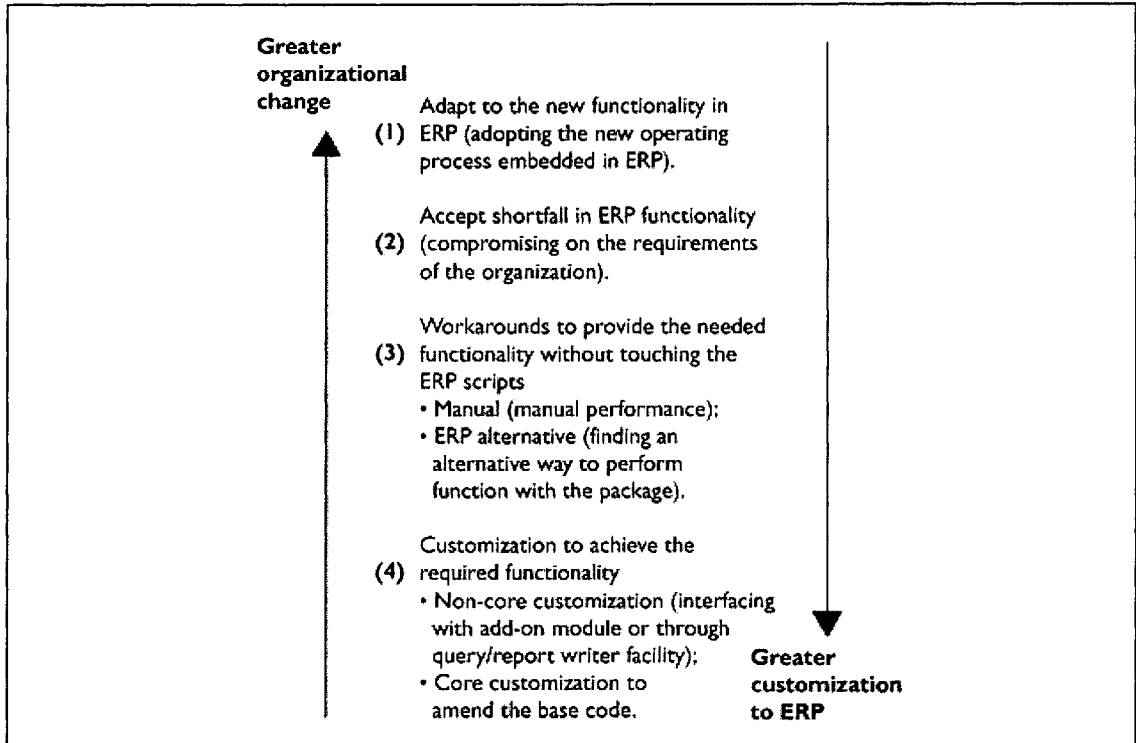 Greater
organizational
change
Adapt to the new functionality in
(1) ERP (adopting the new operating
process embedded in ERP).
Accept shortfall in ERP functionality
(2) (compromising on the requirements
of the organization).
Workarounds to provide the needed
(3) functionality without touching the
ERP scripts
• Manual (manual performance);
• ERP alternative (finding an
alternative way to perform
function with the package).
Customization to achieve the
(4) required functionality
• Non-core customization (interfacing
with add-on module or through
query/report writer facility);
• Core customization to
amend the base code.
Greater
customization
to ERP